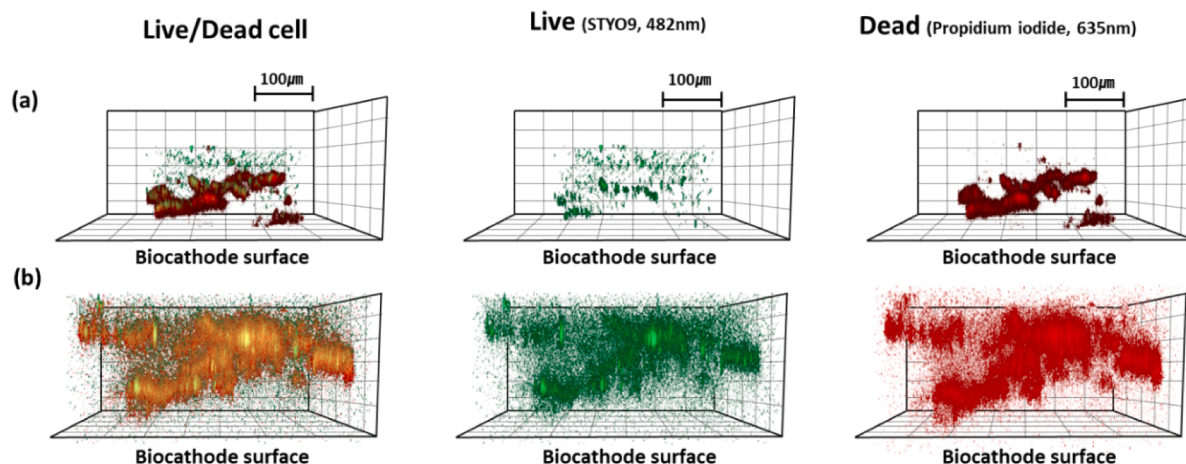 Live/Dead cell
Live (STYO9, 482nm)
Dead (Propidium iodide, 635nm)
(a)
100㎛
100㎛
100㎛
Biocathode surface
Biocathode surface
Biocathode surface
(b)
Biocathode surface
Biocathode surface
Biocathode surface